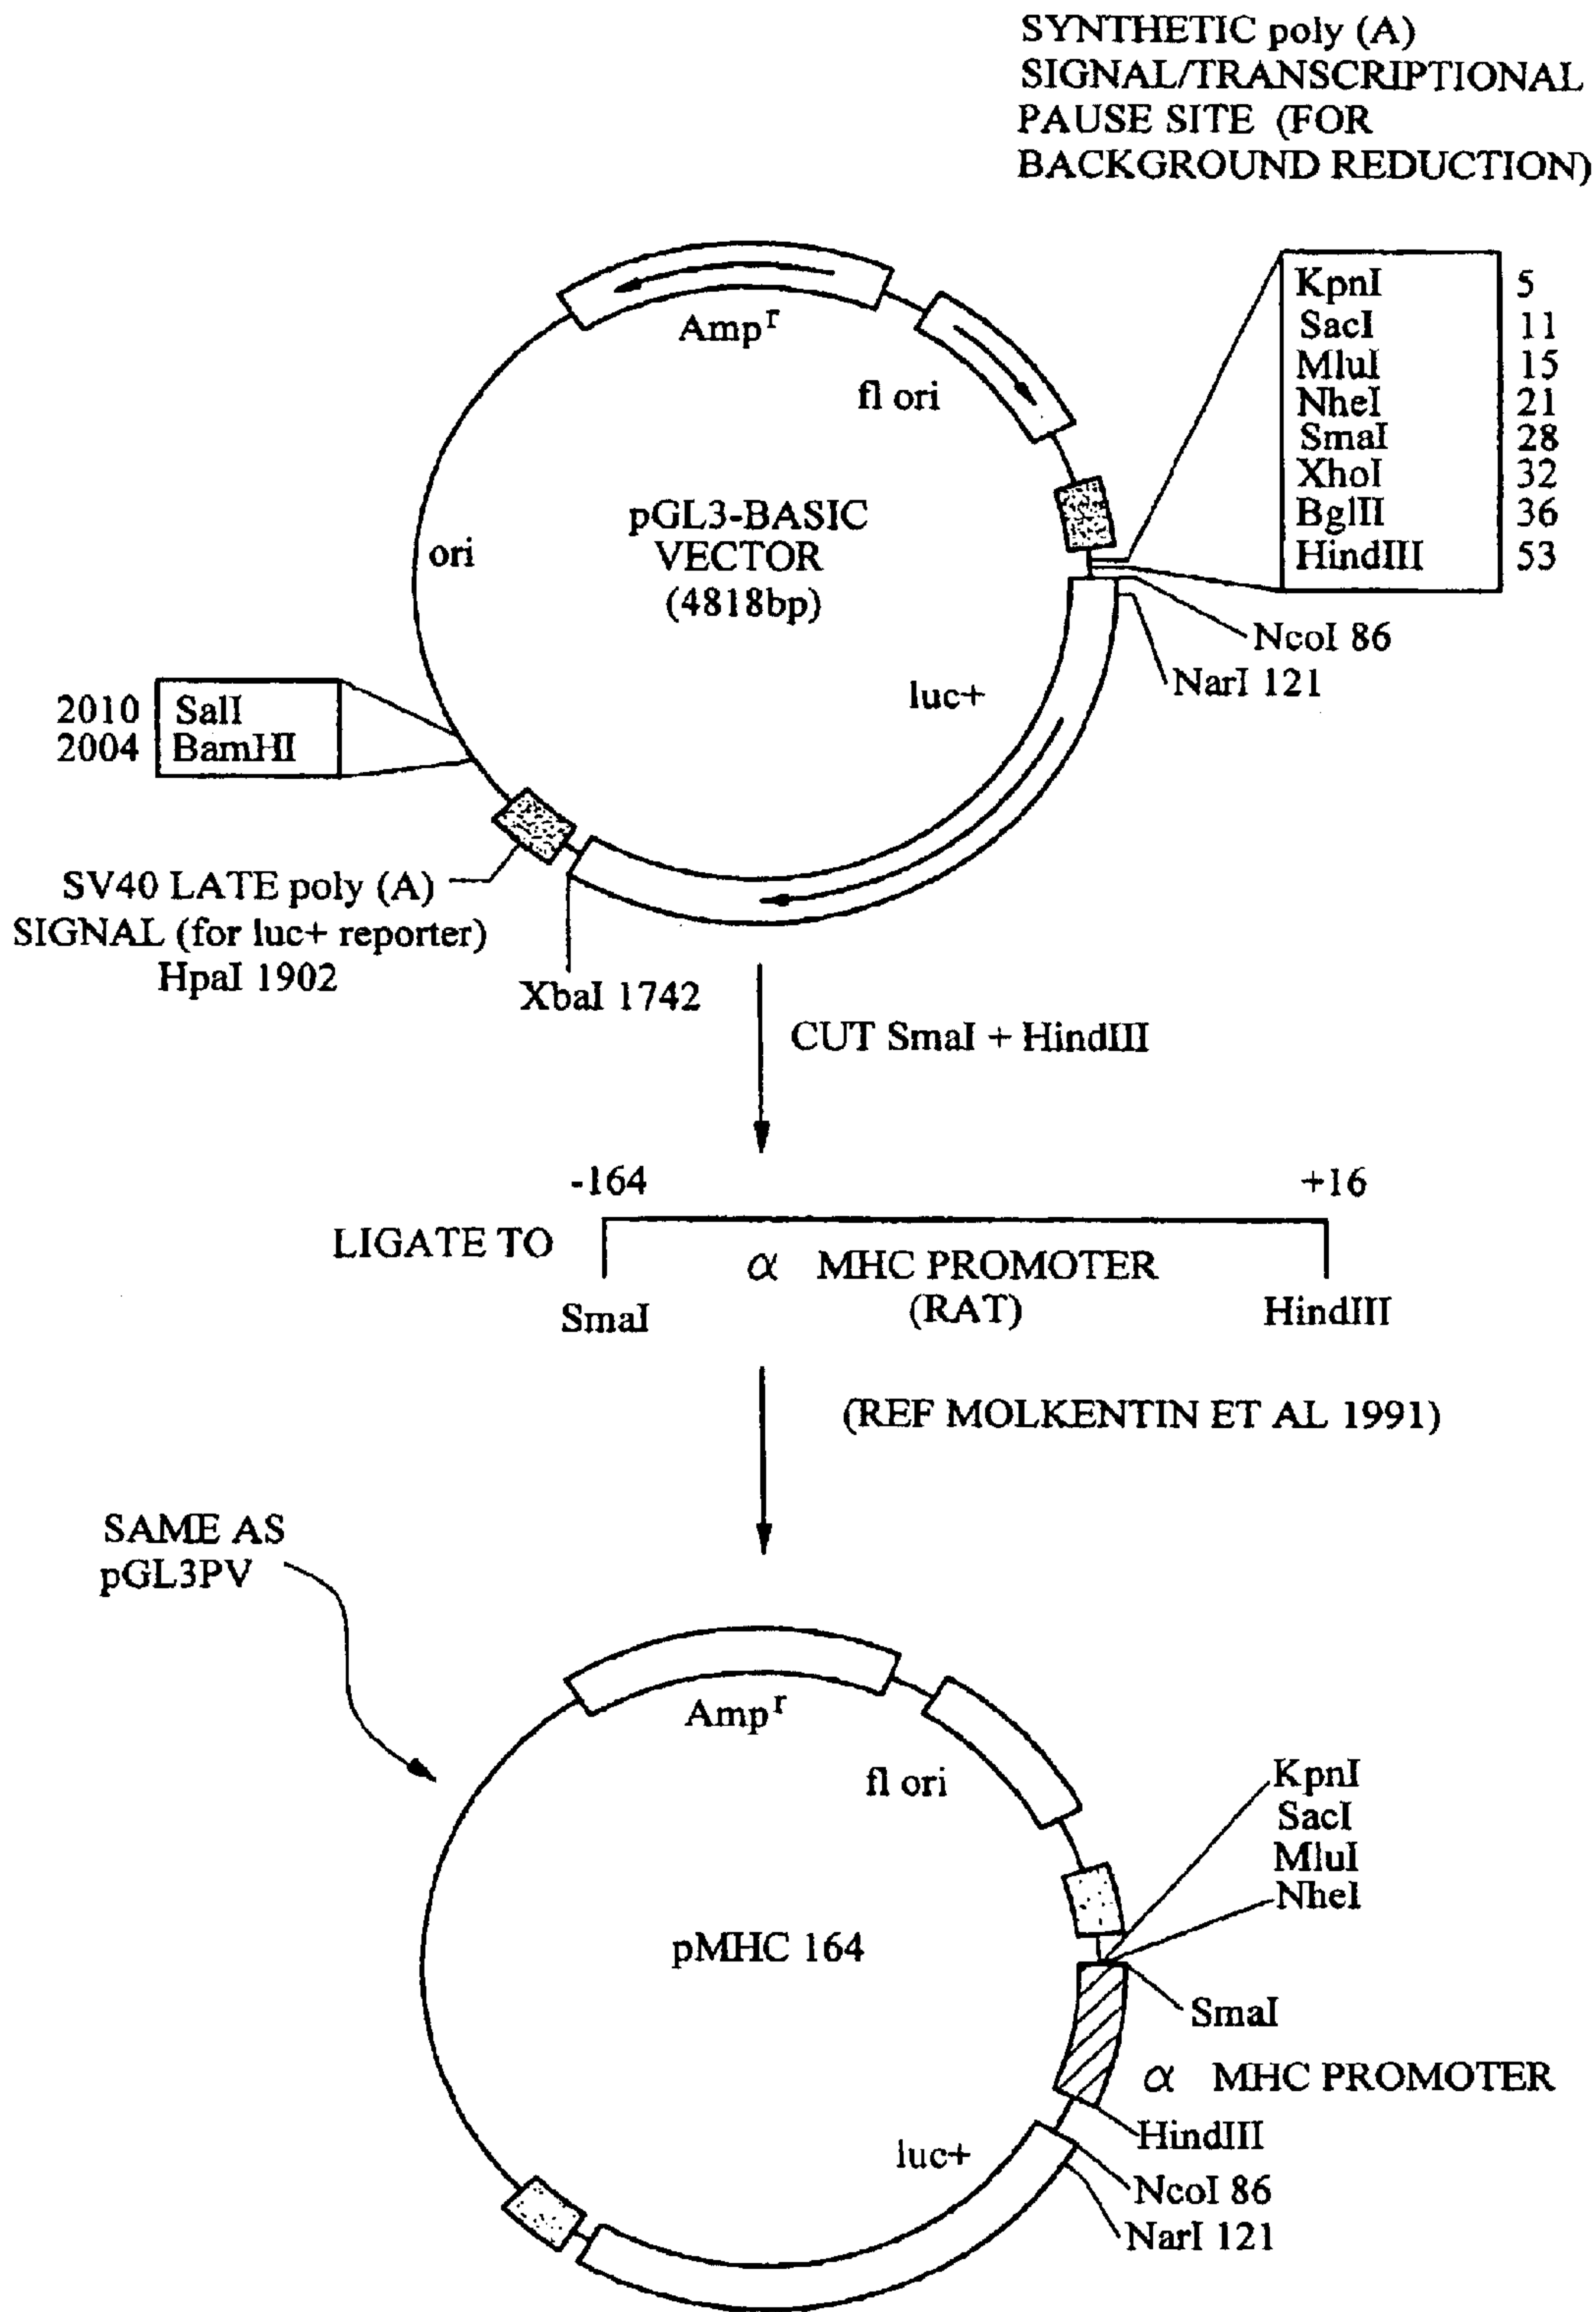 SYNTHETIC poly (A)
SIGNAL/TRANSCRIPTIONAL
PAUSE SITE (FOR
BACKGROUND REDUCTION)
KpnI 5
SacI 11
MluI 15
NheI 21
SmaI 28
XhoI 32
BglII 36
HindIII 53
Ampr
fl ori
pGL3-BASIC
VECTOR
(4818bp)
ori
NcoI 86
NarI 121
luc+
2010 SalI
2004 BamHI
SV40 LATE poly (A)
SIGNAL (for luc+ reporter)
HpaI 1902
XbaI 1742
CUT SmaI + HindIII
-164 +16
LIGATE TO
α MHC PROMOTER
(RAT)
SmaI HindIII
(REF MOLKENTIN ET AL 1991)
SAME AS
pGL3PV
Ampr
fl ori
KpnI
SacI
MluI
NheI
pMHC 164
SmaI
α MHC PROMOTER
HindIII
luc+
NcoI 86
NarI 121